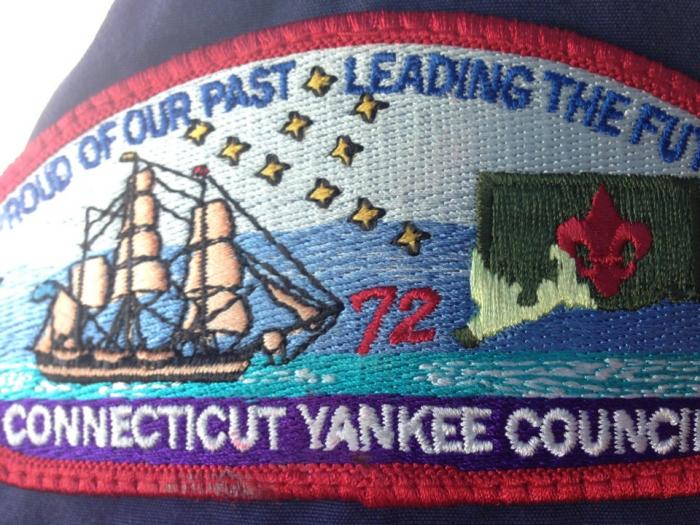 PROUD OF OUR PAST • LEADING THE FUT
72
CONNECTICUT YANKEE COUNCIL